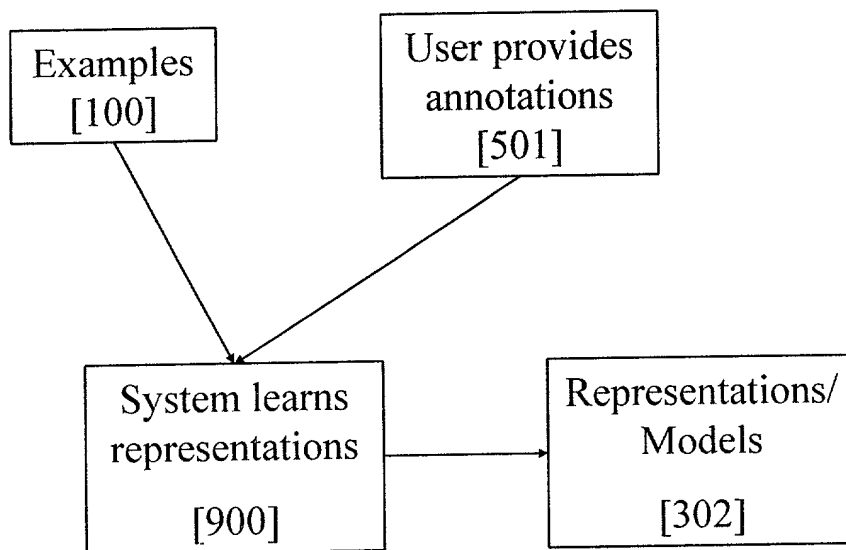 Examples
[100]
User provides
annotations
[501]
System learns
representations
[900]
Representations/
Models
[302]